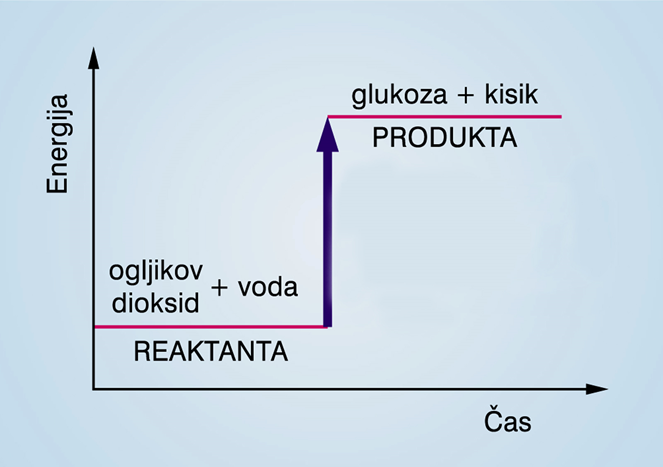 Energija
glukoza + kisik
PRODUKTA
ogljikov
dioksid + voda
REAKTANTA
Čas